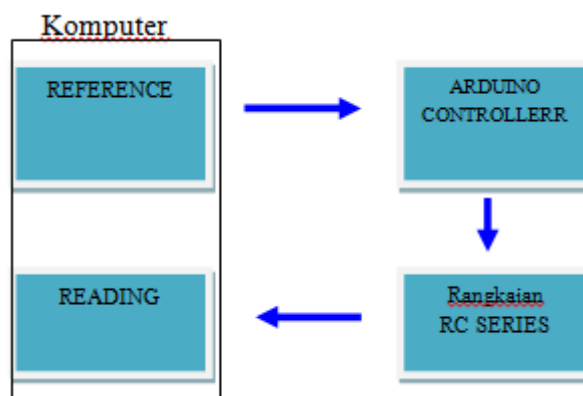 Komputer
REFERENCE
ARDUINO
CONTROLLERR
READING
Rangkaian
RC SERIES